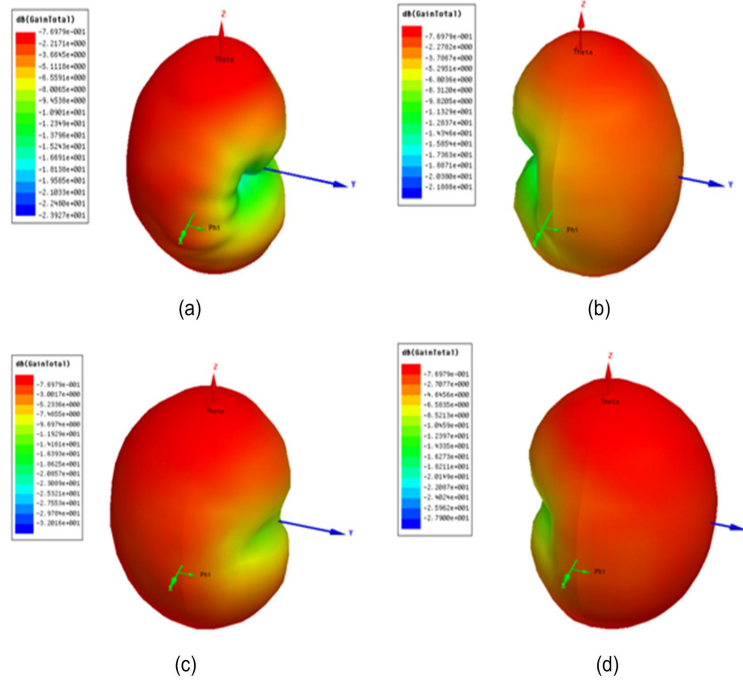 dB(GainTotal)
-7.6979e-001
-2.2171e+000
-3.6645e+000
-5.1118e+000
-6.5591e+000
-8.0065e+000
-9.4538e+000
-1.0901e+001
-1.2349e+001
-1.3796e+001
-1.5243e+001
-1.6691e+001
-1.8138e+001
-1.9585e+001
-2.1033e+001
-2.2480e+001
-2.3927e+001
Z
Theta
Y
Phi
(a)
dB(GainTotal)
-7.6979e-001
-2.2782e+000
-3.7867e+000
-5.2951e+000
-6.8036e+000
-8.3120e+000
-9.8205e+000
-1.1329e+001
-1.2837e+001
-1.4346e+001
-1.5854e+001
-1.7363e+001
-1.8871e+001
-2.0380e+001
-2.1888e+001
Z
Theta
Y
Phi
(b)
dB(GainTotal)
-7.6979e-001
-3.0017e+000
-5.2336e+000
-7.4655e+000
-9.6974e+000
-1.1929e+001
-1.4161e+001
-1.6393e+001
-1.8625e+001
-2.0857e+001
-2.3089e+001
-2.5321e+001
-2.7553e+001
-2.9784e+001
-3.2016e+001
Z
Theta
Y
Phi
(c)
dB(GainTotal)
-7.6979e-001
-2.7077e+000
-4.6456e+000
-6.5835e+000
-8.5213e+000
-1.0459e+001
-1.2397e+001
-1.4335e+001
-1.6273e+001
-1.8211e+001
-2.0149e+001
-2.2087e+001
-2.4024e+001
-2.5962e+001
-2.7900e+001
Z
Theta
Phi
(d)